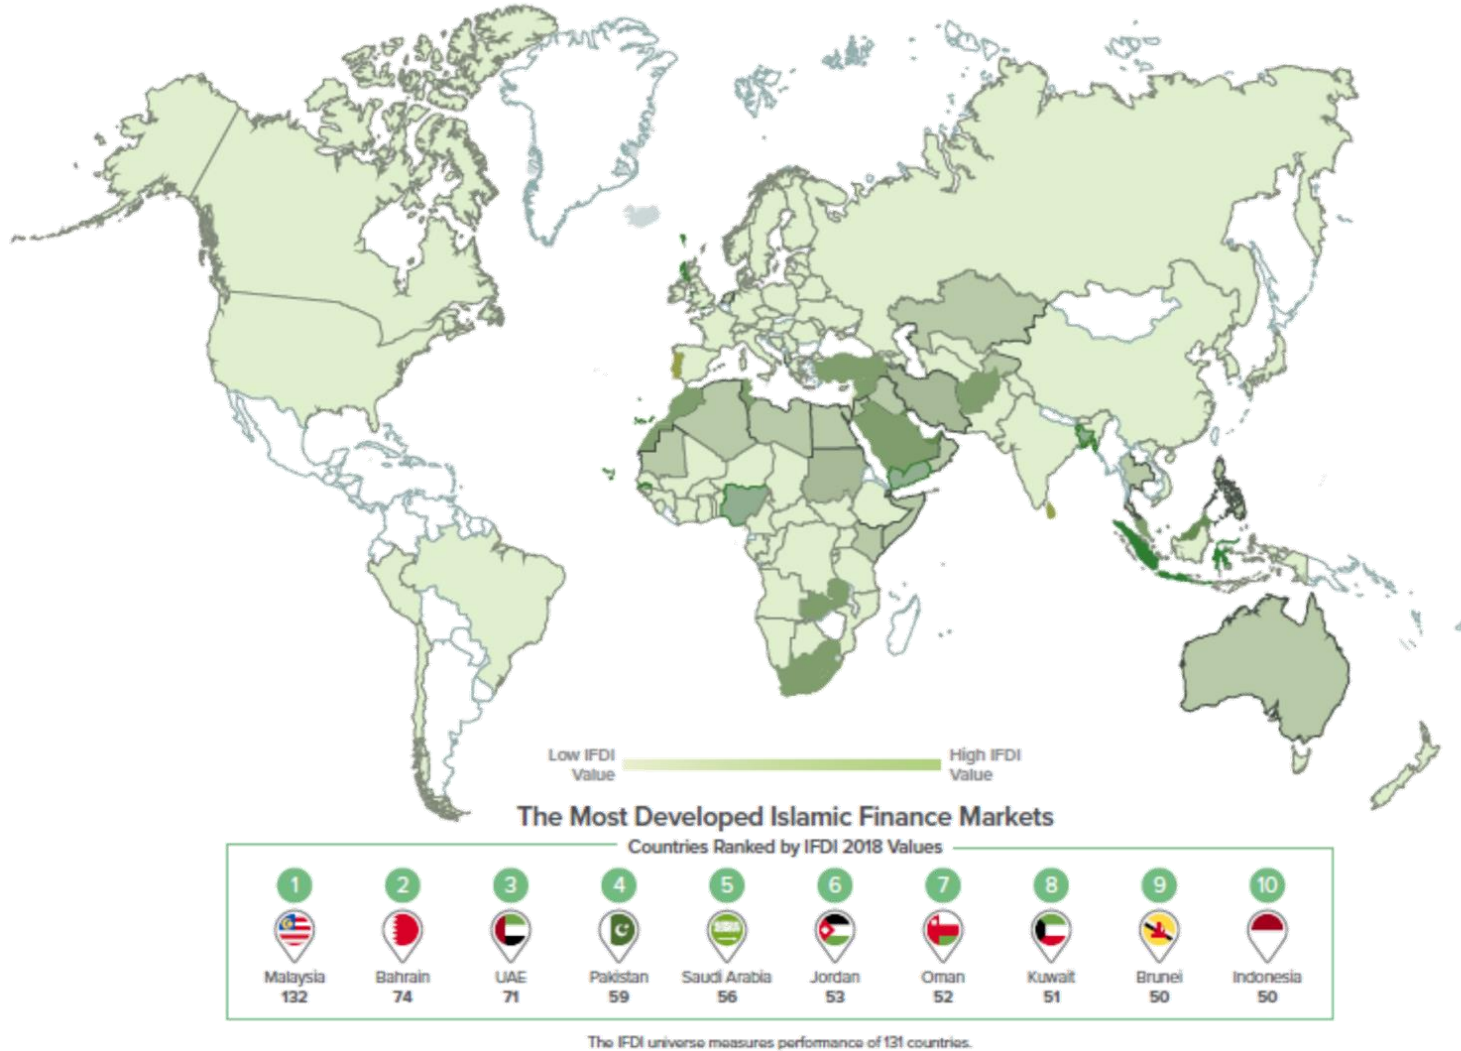 Low IFDI Value
High IFDI Value
The Most Developed Islamic Finance Markets
Countries Ranked by IFDI 2018 Values
1 2 3 4 5 6 7 8 9 10
Malaysia Bahrain UAE Pakistan Saudi Arabia Jordan Oman Kuwait Brunei Indonesia
132 74 71 59 56 53 52 51 50 50
The IFDI universe measures performance of 131 countries.